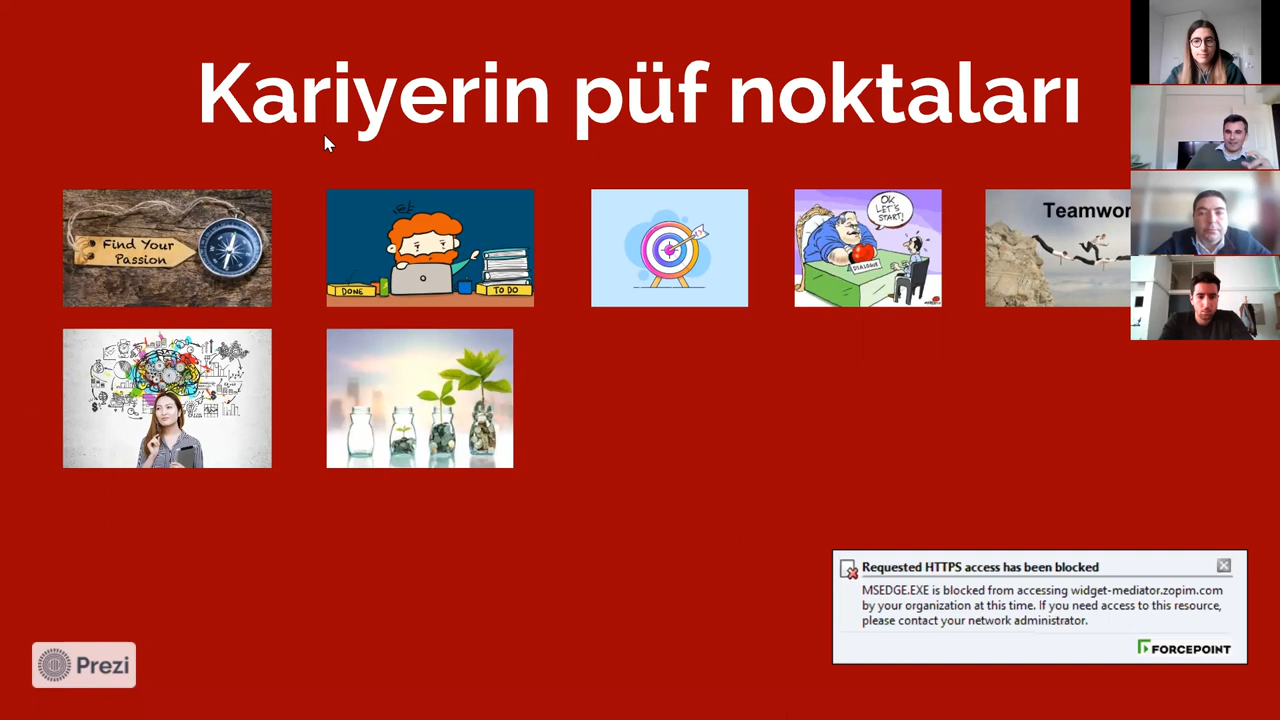 Kariyerin püf noktaları
Find Your
Passion
DONE
TO DO
OK
LET'S
START!
DIALOGUE
Teamwor
Requested HTTPS access has been blocked
MSEDGE.EXE is blocked from accessing widget-mediator.zopim.com
by your organization at this time. If you need access to this resource,
please contact your network administrator.
FORCEPOINT
Prezi